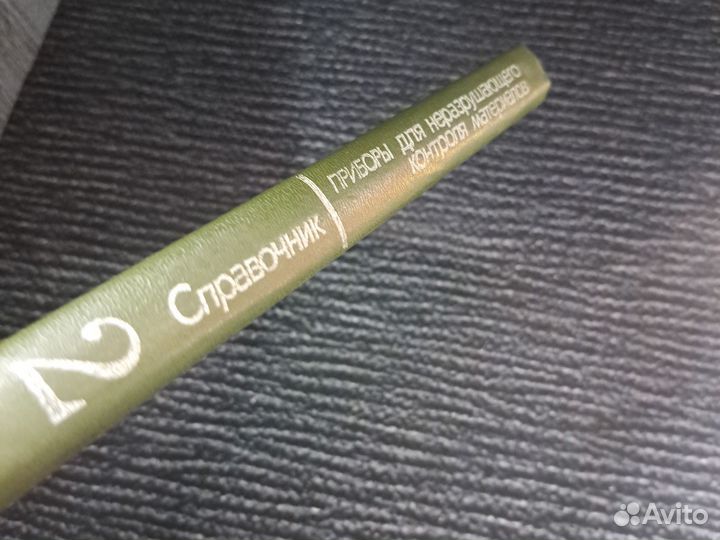 2
Справочник
ПРИБОРЫ для неразрушающего
контроля материалов
Avito